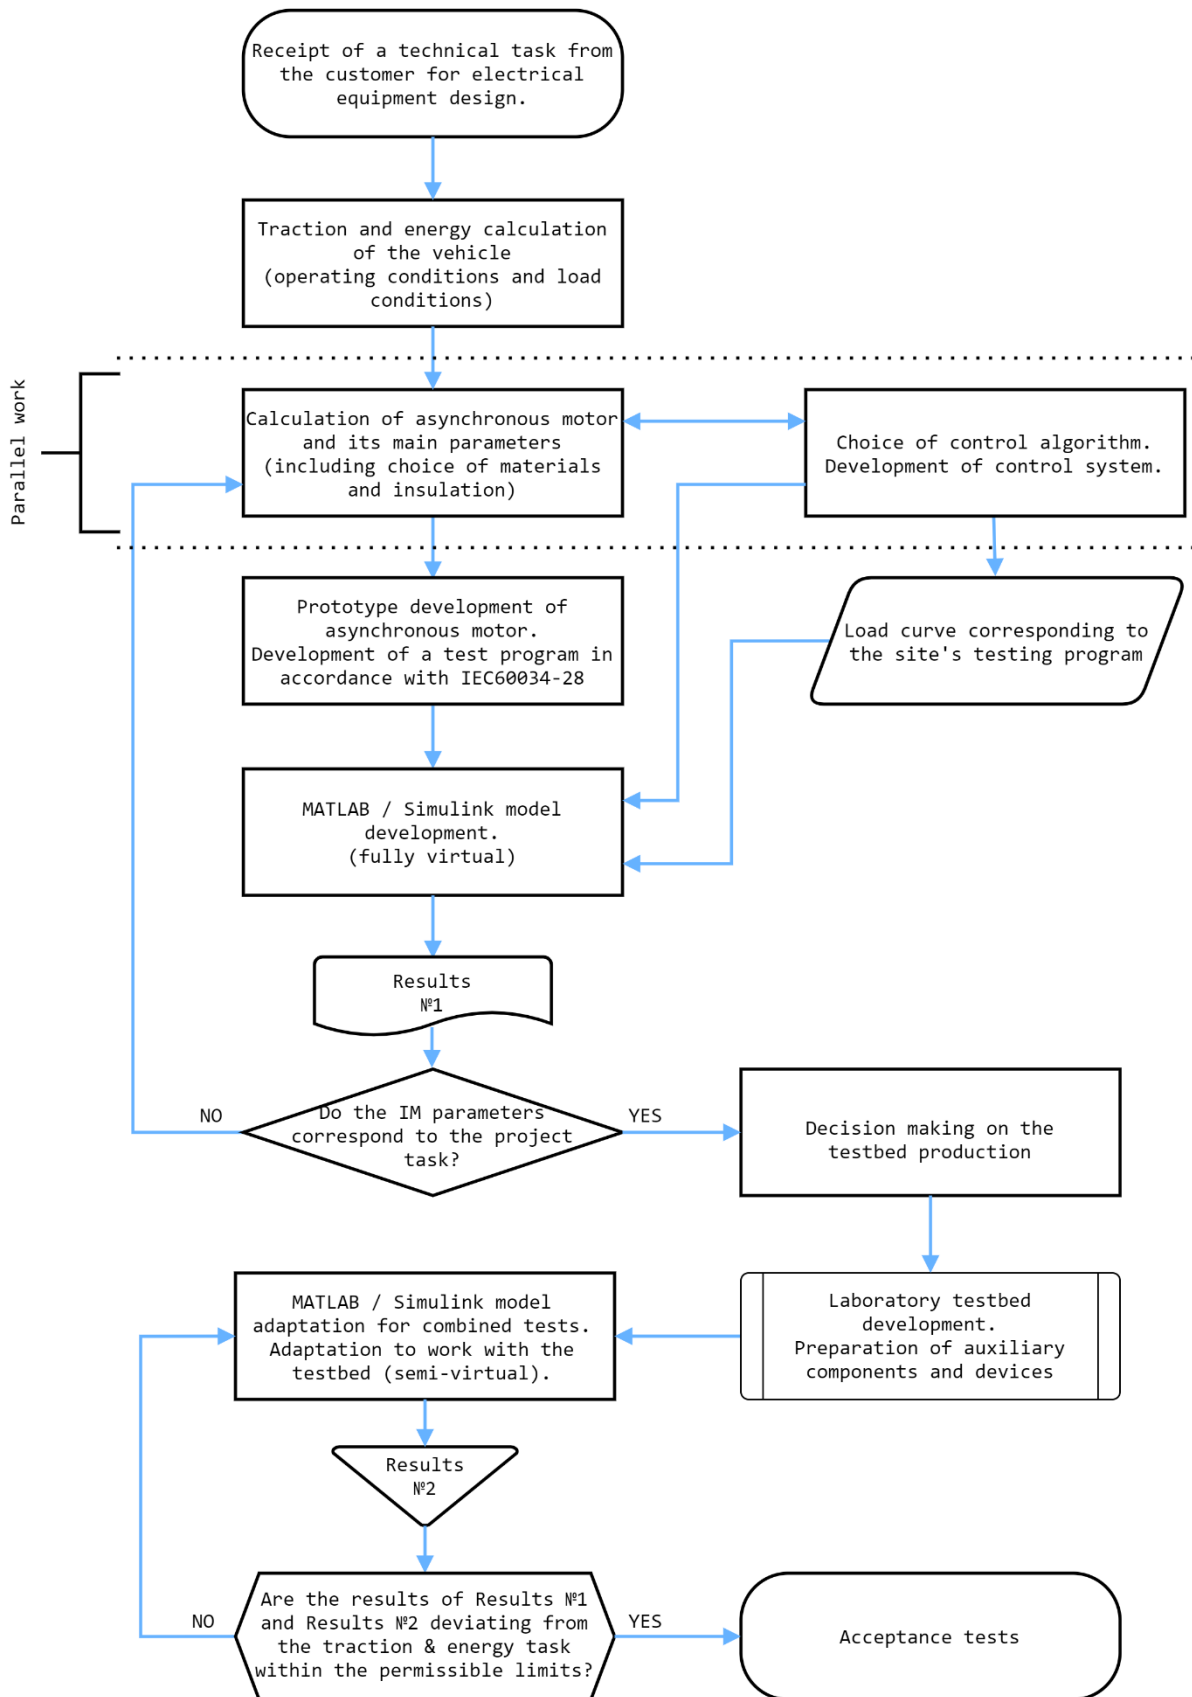 Receipt of a technical task from
the customer for electrical
equipment design.
Traction and energy calculation
of the vehicle
(operating conditions and load
conditions)
Parallel work
Calculation of asynchronous motor
and its main parameters
(including choice of materials
and insulation)
Choice of control algorithm.
Development of control system.
Prototype development of
asynchronous motor.
Development of a test program in
accordance with IEC60034-28
Load curve corresponding to
the site's testing program
MATLAB / Simulink model
development.
(fully virtual)
Results
№1
NO
Do the IM parameters
correspond to the project
task?
YES
Decision making on the
testbed production
MATLAB / Simulink model
adaptation for combined tests.
Adaptation to work with the
testbed (semi-virtual).
Laboratory testbed
development.
Preparation of auxiliary
components and devices
Results
№2
NO
Are the results of Results №1
and Results №2 deviating from
the traction & energy task
within the permissible limits?
YES
Acceptance tests